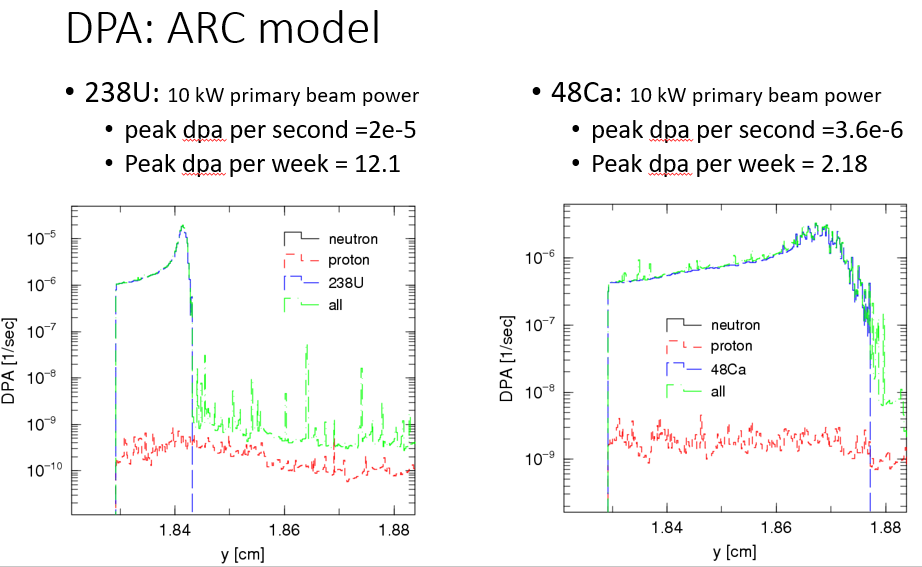 DPA: ARC model
• 238U: 10 kW primary beam power
• peak dpa per second =2e-5
• Peak dpa per week = 12.1
• 48Ca: 10 kW primary beam power
• peak dpa per second =3.6e-6
• Peak dpa per week = 2.18
DPA [1/sec]
10⁻⁵
10⁻⁶
10⁻⁷
10⁻⁸
10⁻⁹
10⁻¹⁰
neutron
proton
238U
all
1.84
1.86
1.88
y [cm]
DPA [1/sec]
10⁻⁶
10⁻⁷
10⁻⁸
10⁻⁹
neutron
proton
48Ca
all
1.84
1.86
1.88
y [cm]